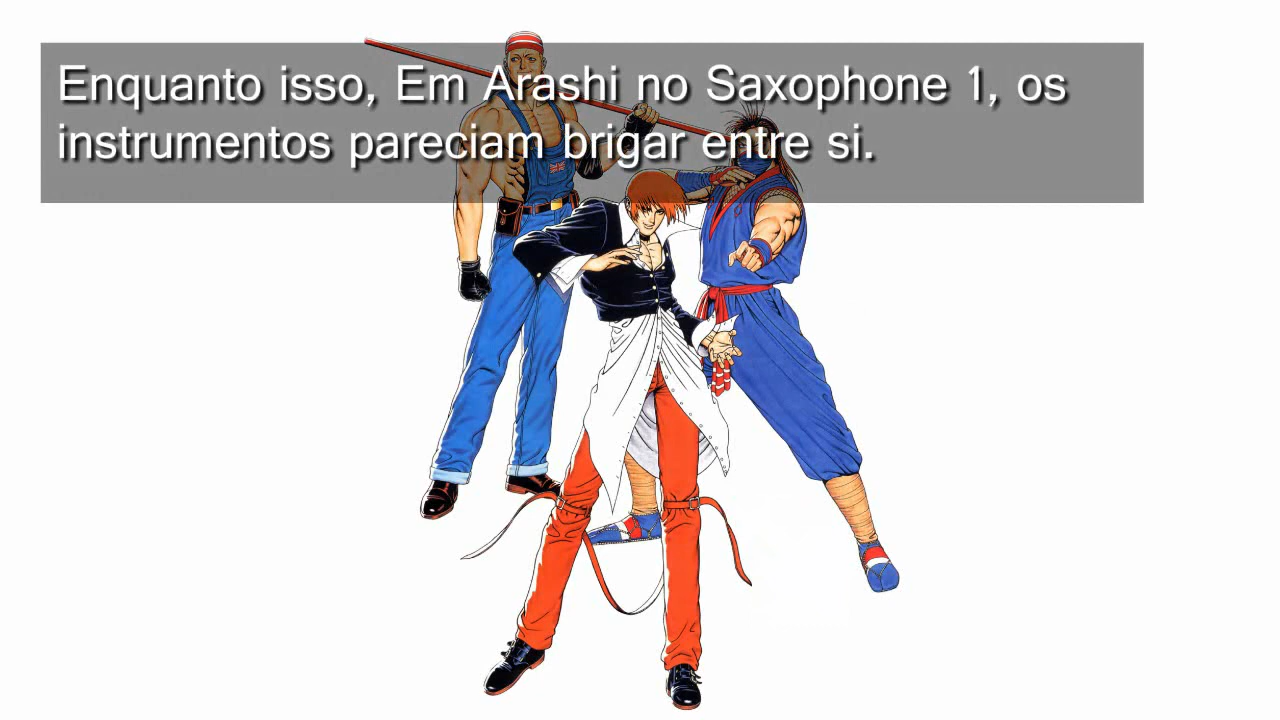 Enquanto isso, Em Arashi no Saxophone 1, os
instrumentos pareciam brigar entre si.